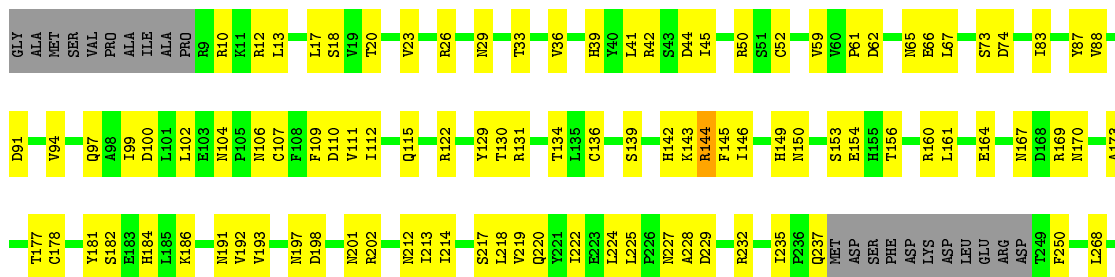 GLY ALA MET SER VAL PRO ALA ILE ALA PRO R9 R10 K11 R12 L13 L17 S18 V19 T20 V23 R26 N29 T33 V36 H39 Y40 L41 R42 S43 D44 I45 R50 S51 C52 V59 V60 P61 D62 N65 E66 L67 S73 D74 I83 Y87 V88
D91 V94 Q97 A98 I99 D100 L101 L102 E103 N104 P105 N106 C107 F108 F109 D110 V111 I112 Q115 R122 Y129 T130 R131 T134 L135 C136 S139 H142 K143 R144 F145 I146 H149 N150 S153 E154 H155 T156 R160 L161 E164 N167 D168 R169 N170
T177 C178 Y181 S182 E183 H184 L185 K186 N191 V192 V193 N197 D198 N201 R202 N212 I213 I214 S217 L218 V219 Q220 Y221 I222 E223 L224 L225 P226 N227 A228 D229 R232 I235 P236 Q237 MET ASP SER PHE ASP LYS ASP LEU GLU ARG ASP T249 F250 L268